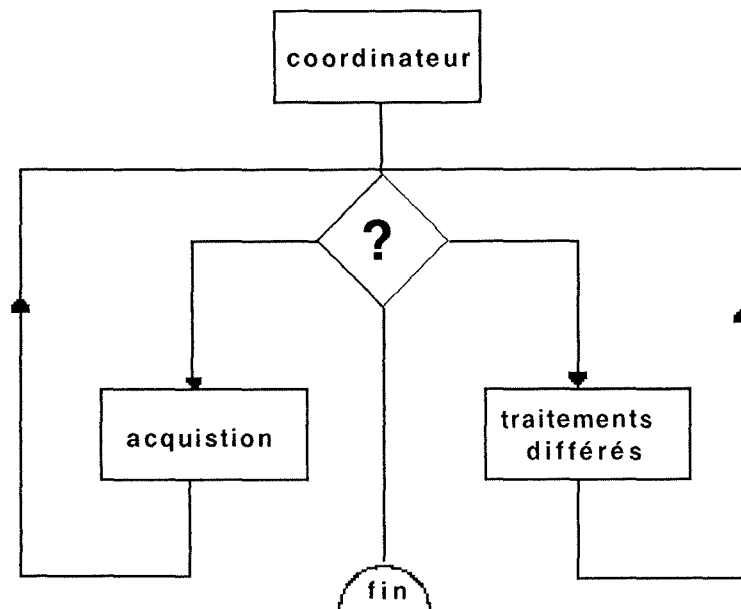 coordinateur
?
acquistion
traitements
différés
fin